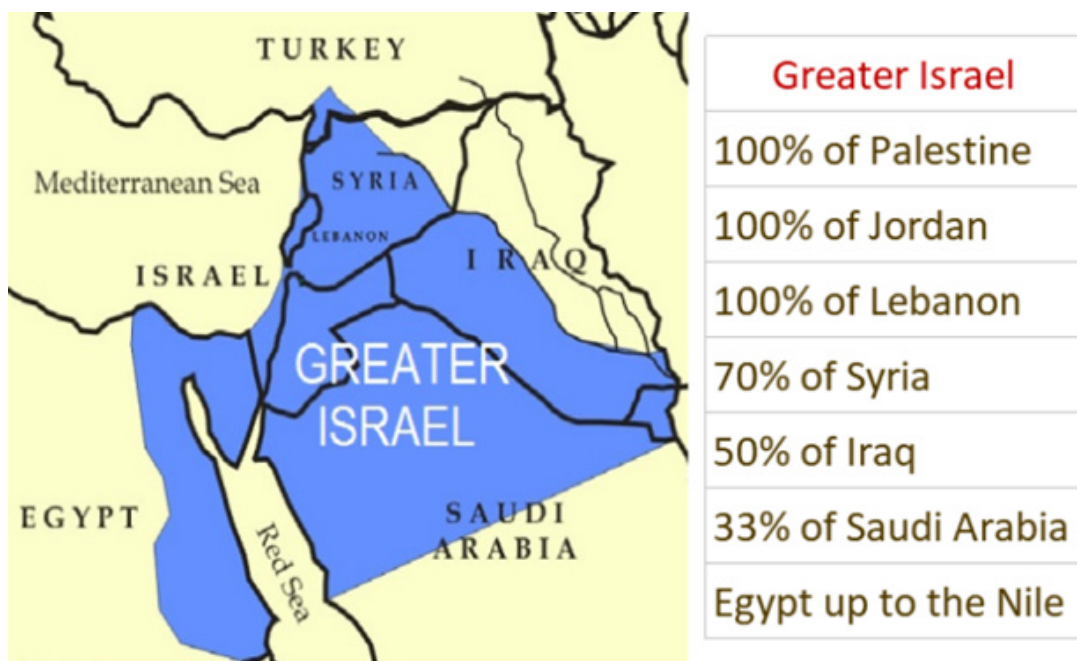 TURKEY
Mediterranean Sea
SYRIA
LEBANON
ISRAEL
IRAQ
GREATER
ISRAEL
EGYPT
Red Sea
SAUDI
ARABIA
Greater Israel
100% of Palestine
100% of Jordan
100% of Lebanon
70% of Syria
50% of Iraq
33% of Saudi Arabia
Egypt up to the Nile